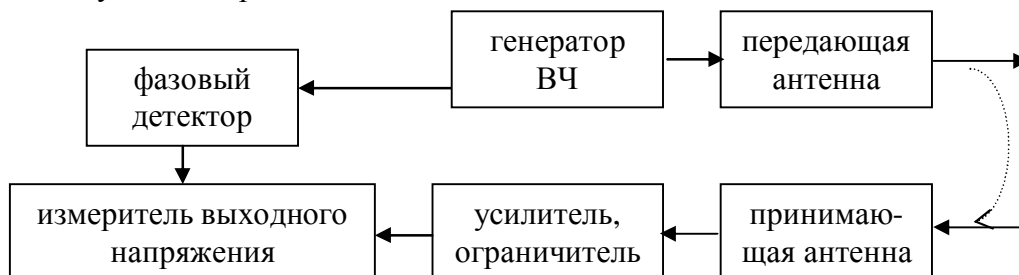 генератор
ВЧ
передающая
антенна
фазовый
детектор
измеритель выходного
напряжения
усилитель,
ограничитель
принимаю-
щая антенна